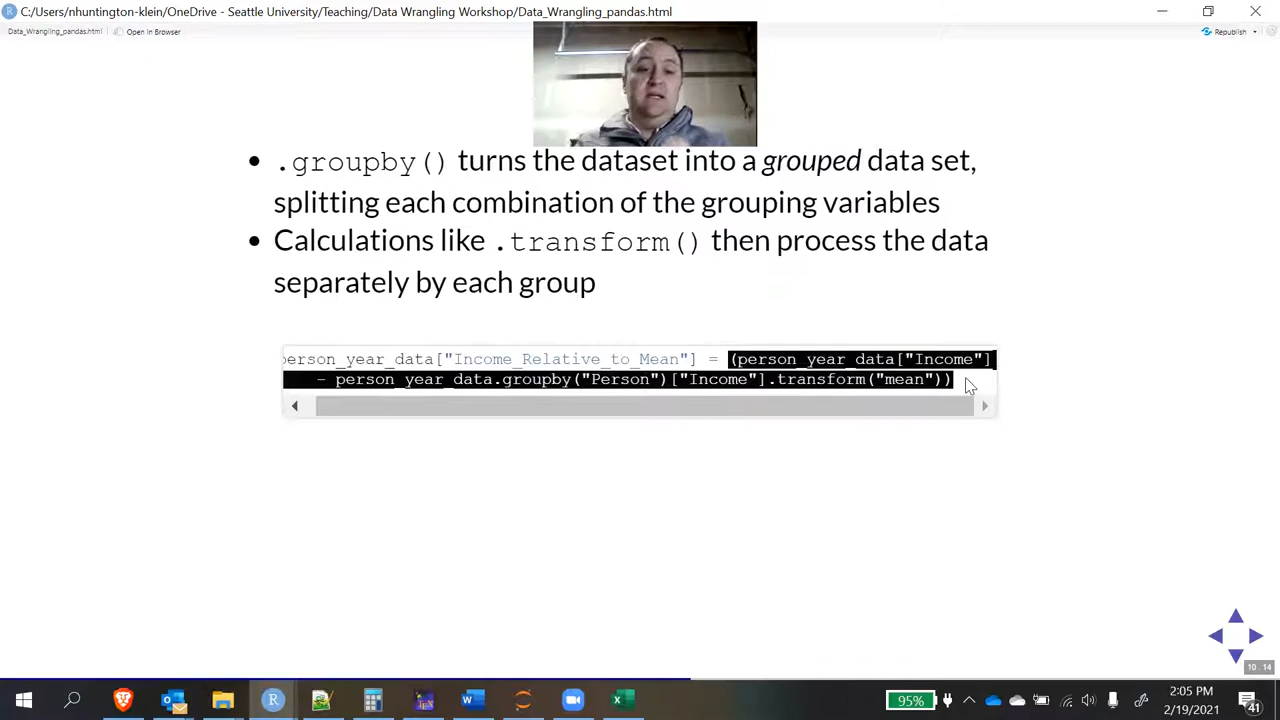 C:/Users/nhuntington-klein/OneDrive - Seattle University/Teaching/Data Wrangling Workshop/Data_Wrangling_pandas.html
Data_Wrangling_pandas.html Open in Browser Republish
• .groupby() turns the dataset into a grouped data set,
splitting each combination of the grouping variables
• Calculations like .transform() then process the data
separately by each group
person_year_data["Income_Relative_to_Mean"] = (person_year_data["Income"]
- person_year_data.groupby("Person")["Income"].transform("mean"))
10 . 14
95% 2:05 PM
2/19/2021 41